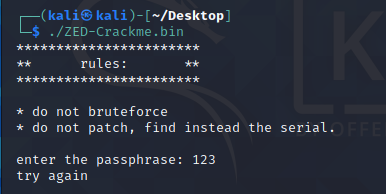 ┌──(kali㉿kali)-[~/Desktop]
└─$ ./ZED-Crackme.bin
***********************
** rules: **
***********************
* do not bruteforce
* do not patch, find instead the serial.
enter the passphrase: 123
try again